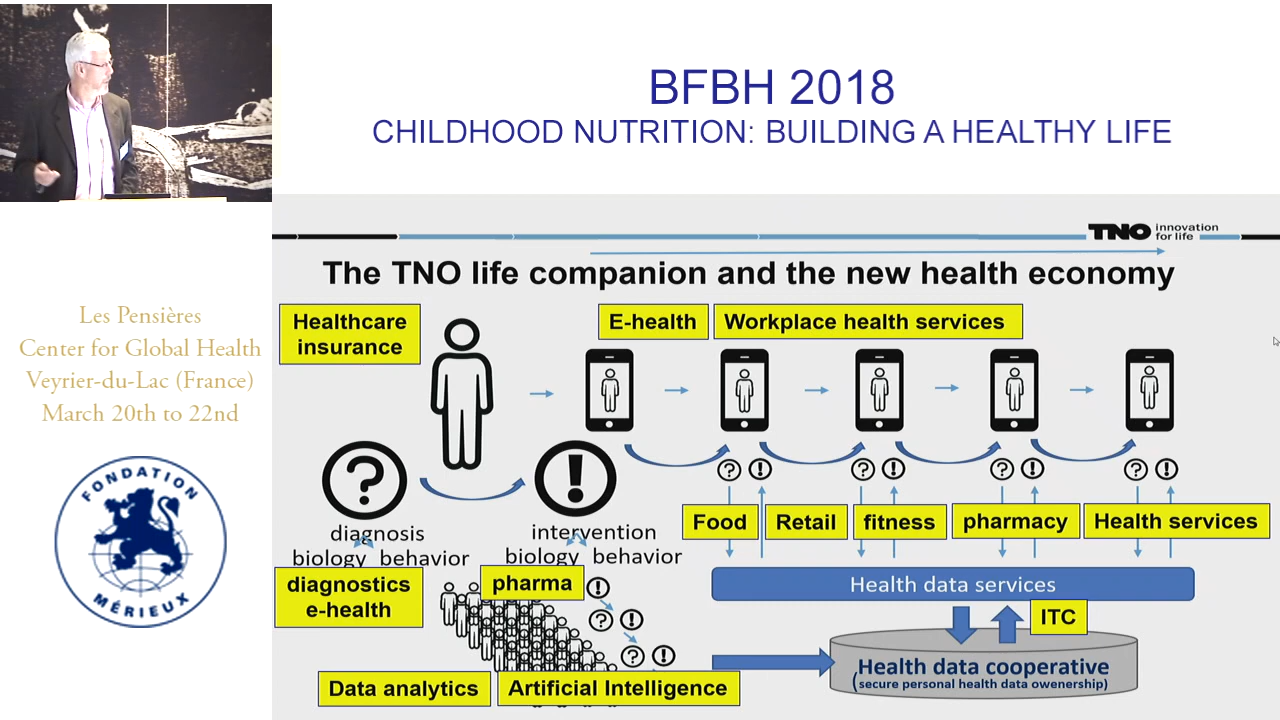 BFBH 2018
CHILDHOOD NUTRITION: BUILDING A HEALTHY LIFE
Les Pensières
Center for Global Health
Veyrier-du-Lac (France)
March 20th to 22nd
FONDATION
MÉRIEUX
TNO innovation
for life
The TNO life companion and the new health economy
Healthcare
insurance
E-health
Workplace health services
?
!
diagnosis
biology behavior
intervention
biology behavior
diagnostics
e-health
pharma
!
? !
? !
Data analytics
Artificial Intelligence
? ! ? ! ? ! ? !
Food
Retail
fitness
pharmacy
Health services
Health data services
ITC
Health data cooperative
(secure personal health data owenership)